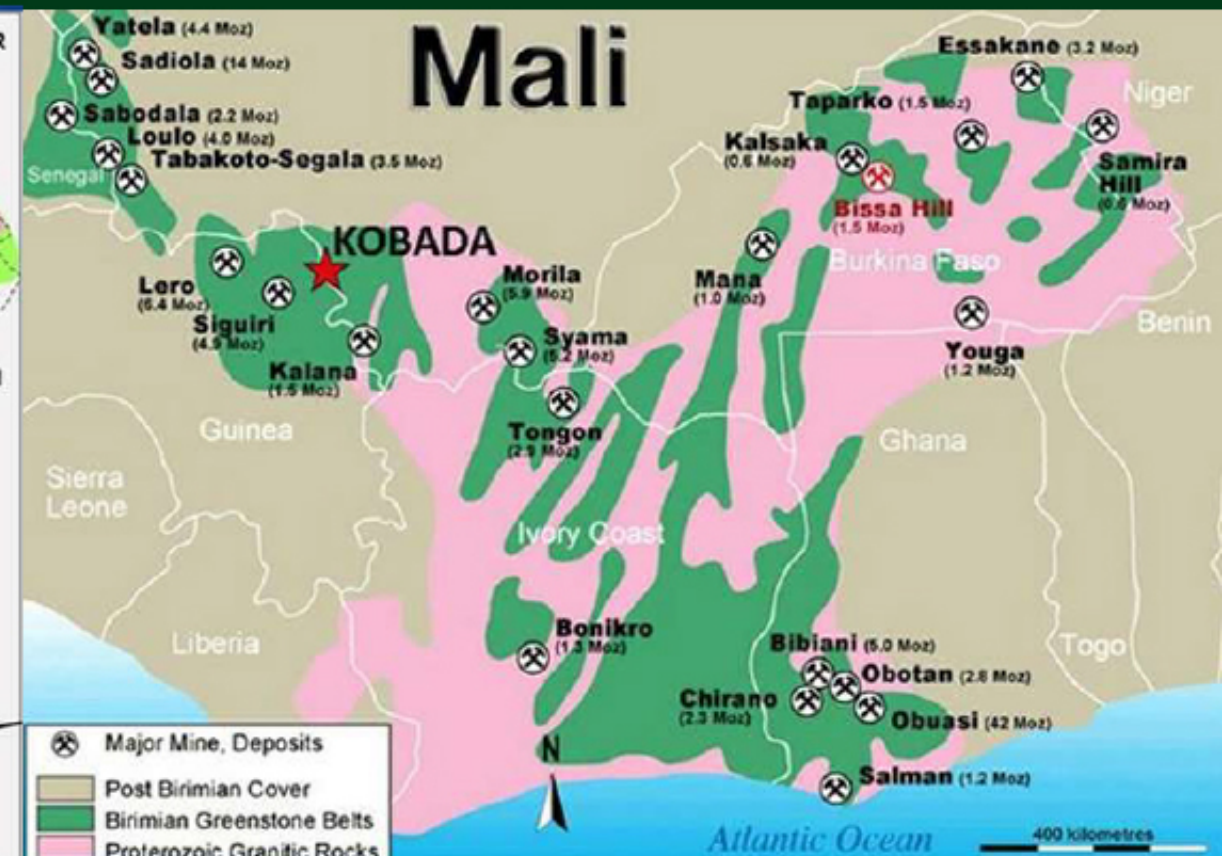 Mali
Yatela (4.4 Moz)
Sadiola (14 Moz)
Sabodala (2.2 Moz)
Loulo (4.0 Moz)
Tabakoto-Segala (3.5 Moz)
Senegal
KOBADA
Lero
(6.4 Moz)
Siguiri
(4.9 Moz)
Kalana
(1.5 Moz)
Morila
(5.9 Moz)
Syama
(5.2 Moz)
Tongon
(2.9 Moz)
Essakane (3.2 Moz)
Niger
Taparko (1.5 Moz)
Kalsaka
(0.6 Moz)
Samira
Hill
(0.6 Moz)
Bissa Hill
(1.5 Moz)
Burkina Faso
Mana
(1.0 Moz)
Benin
Youga
(1.2 Moz)
Guinea
Ghana
Sierra
Leone
Ivory Coast
Liberia
Togo
Bonikro
(1.3 Moz)
Bibiani (5.0 Moz)
Obotan (2.8 Moz)
Chirano
(2.3 Moz)
Obuasi (42 Moz)
Salman (1.2 Moz)
N
Major Mine, Deposits
Post Birimian Cover
Birimian Greenstone Belts
Proterozoic Granitic Rocks
Atlantic Ocean
400 kilometres